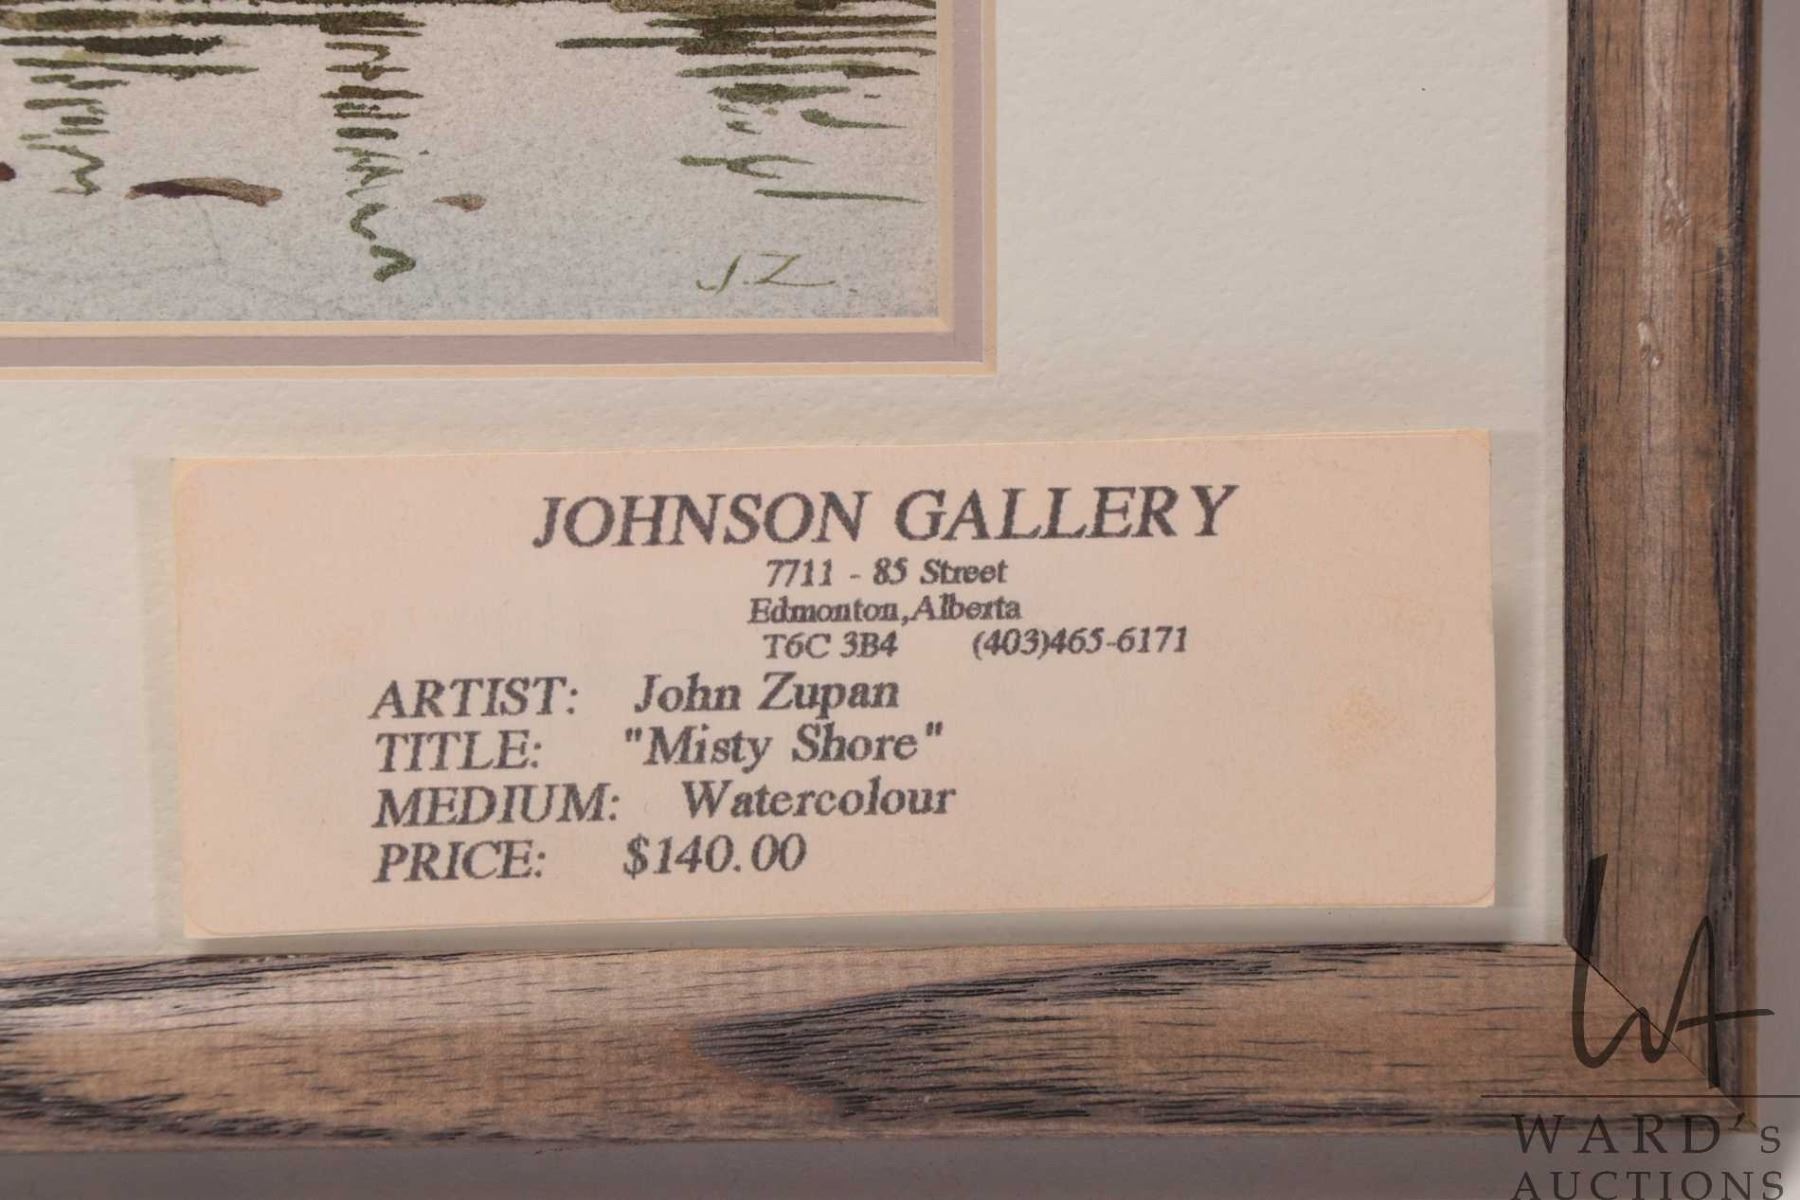 J.Z.
JOHNSON GALLERY
7711 - 85 Street
Edmonton,Alberta
T6C 3B4 (403)465-6171
ARTIST: John Zupan
TITLE: "Misty Shore"
MEDIUM: Watercolour
PRICE: $140.00
WA
WARD's
AUCTIONS